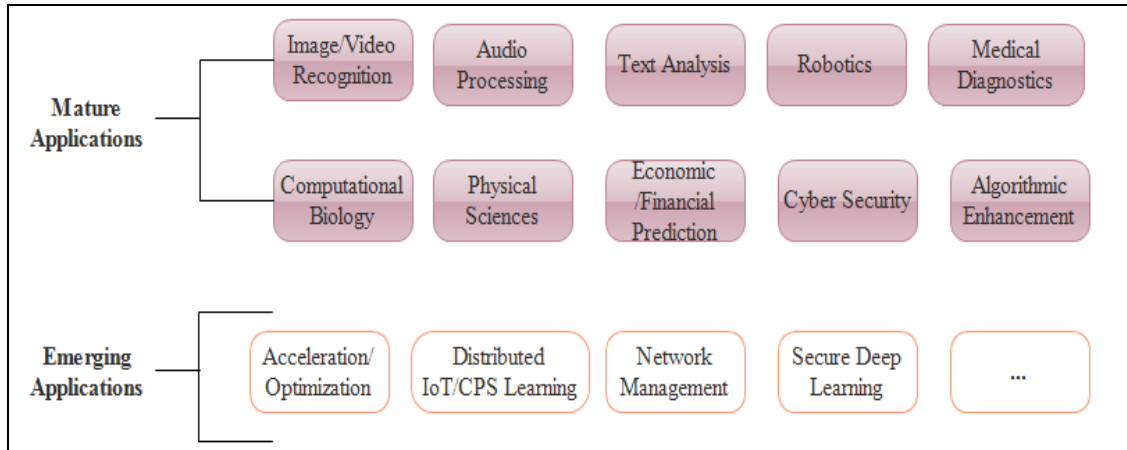 Image/Video
Recognition
Audio
Processing
Text Analysis
Robotics
Medical
Diagnostics
Mature
Applications
Computational
Biology
Physical
Sciences
Economic
/Financial
Prediction
Cyber Security
Algorithmic
Enhancement
Emerging
Applications
Acceleration/
Optimization
Distributed
IoT/CPS Learning
Network
Management
Secure Deep
Learning
...